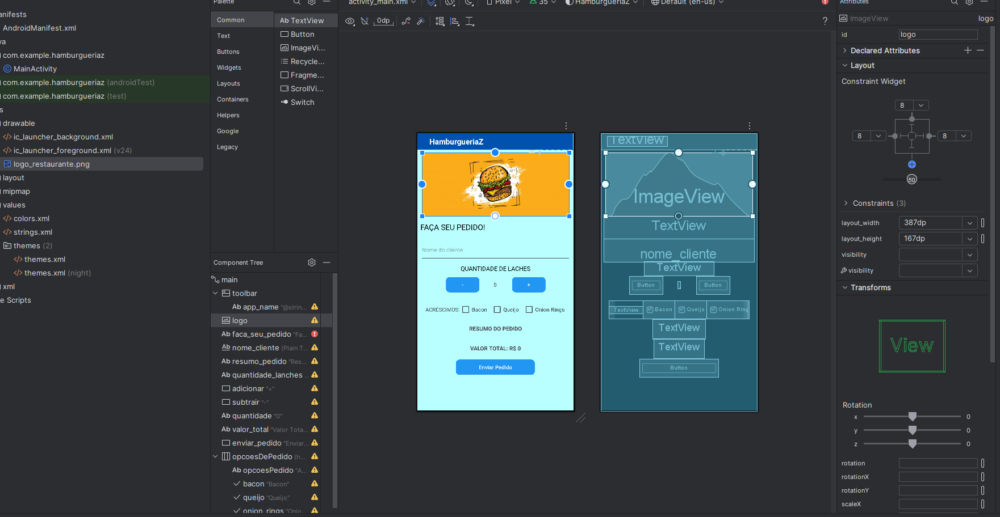 anifests
AndroidManifest.xml
va
com.example.hamburgueriaz
MainActivity
com.example.hamburgueriaz (androidTest)
com.example.hamburgueriaz (test)
s
drawable
ic_launcher_background.xml
ic_launcher_foreground.xml (v24)
logo_restaurante.png
layout
mipmap
values
colors.xml
strings.xml
themes (2)
themes.xml
themes.xml (night)
xml
e Scripts
Palette
Common
Text
Buttons
Widgets
Layouts
Containers
Helpers
Google
Legacy
Ab TextView
Button
ImageVi...
Recycle...
Fragme...
ScrollVi...
Switch
Component Tree
main
toolbar
Ab app_name "@strin...
logo
Ab faca_seu_pedido "Fa...
Ab nome_cliente (Plain T...
Ab resumo_pedido "Res...
Ab quantidade_lanches ...
adicionar "+"
subtrair "-"
Ab quantidade "0"
Ab valor_total "Valor Tota...
enviar_pedido "Enviar...
opcoesDePedido (h...
Ab opcoesPedido "A...
bacon "Bacon"
queijo "Queijo"
onion_rings "Onio...
activity_main.xml
Pixel
35
HamburgueriaZ
Default (en-us)
0dp
?
HamburgueriaZ
FAÇA SEU PEDIDO!
Nome do cliente
QUANTIDADE DE LACHES
- 0 +
ACRÉSCIMOS: Bacon Queijo Onion Rings
RESUMO DO PEDIDO
VALOR TOTAL: R$ 0
Enviar Pedido
TextView
0
ImageView
TextView
nome_cliente
TextView
Button Button
TextView Bacon Queijo Onion Ring
TextView
TextView
Button
Attributes
ImageView logo
id logo
Declared Attributes
Layout
Constraint Widget
8
8 8
50
Constraints (3)
layout_width 387dp
layout_height 167dp
visibility
visibility
Transforms
View
Rotation
x 0
y 0
z 0
rotation
rotationX
rotationY
scaleX